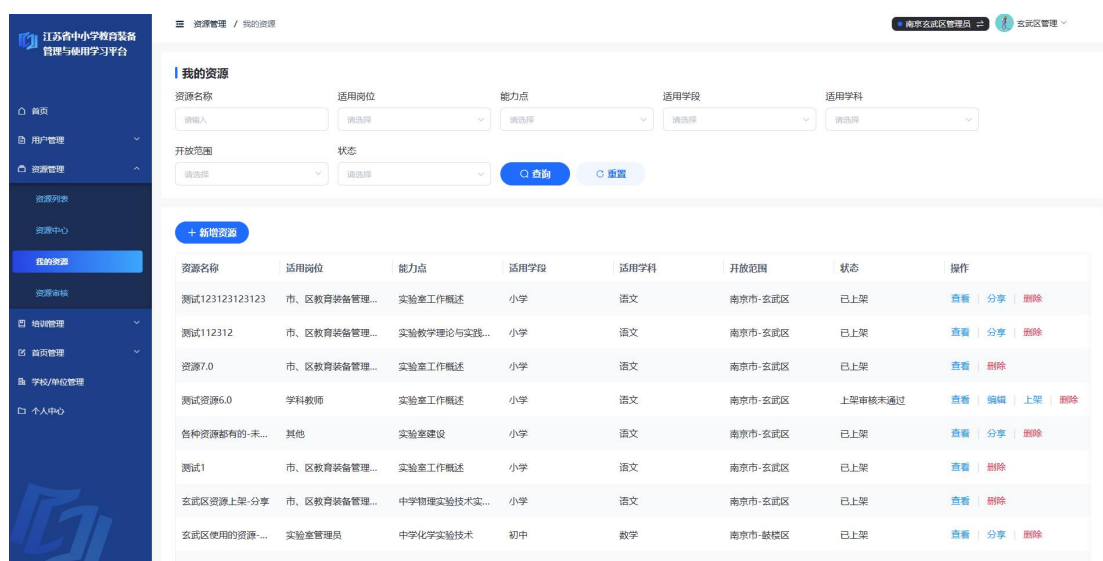 江苏省中小学教育装备
管理与使用学习平台
资源管理 / 我的资源
南京玄武区管理员
玄武区管理
首页
用户管理
资源管理
资源列表
资源中心
我的资源
资源审核
培训管理
首页管理
学校/单位管理
个人中心
我的资源
资源名称 适用岗位 能力点 适用学段 适用学科
请输入 请选择 请选择 请选择 请选择
开放范围 状态
请选择 请选择 查询 重置
+ 新增资源
资源名称 适用岗位 能力点 适用学段 适用学科 开放范围 状态 操作
测试123123123123 市、区教育装备管理... 实验室工作概述 小学 语文 南京市-玄武区 已上架 查看 分享 删除
测试112312 市、区教育装备管理... 实验教学理论与实践... 小学 语文 南京市-玄武区 已上架 查看 分享 删除
资源7.0 市、区教育装备管理... 实验室工作概述 小学 语文 南京市-玄武区 已上架 查看 删除
测试资源6.0 学科教师 实验室工作概述 小学 语文 南京市-玄武区 上架审核未通过 查看 编辑 上架 删除
各种资源都有的-未... 其他 实验室建设 小学 语文 南京市-玄武区 已上架 查看 分享 删除
测试1 市、区教育装备管理... 实验室工作概述 小学 语文 南京市-玄武区 已上架 查看 删除
玄武区资源上架-分享 市、区教育装备管理... 中学物理实验技术实... 小学 语文 南京市-玄武区 已上架 查看 删除
玄武区使用的资源-... 实验室管理员 中学化学实验技术 初中 数学 南京市-鼓楼区 已上架 查看 分享 删除